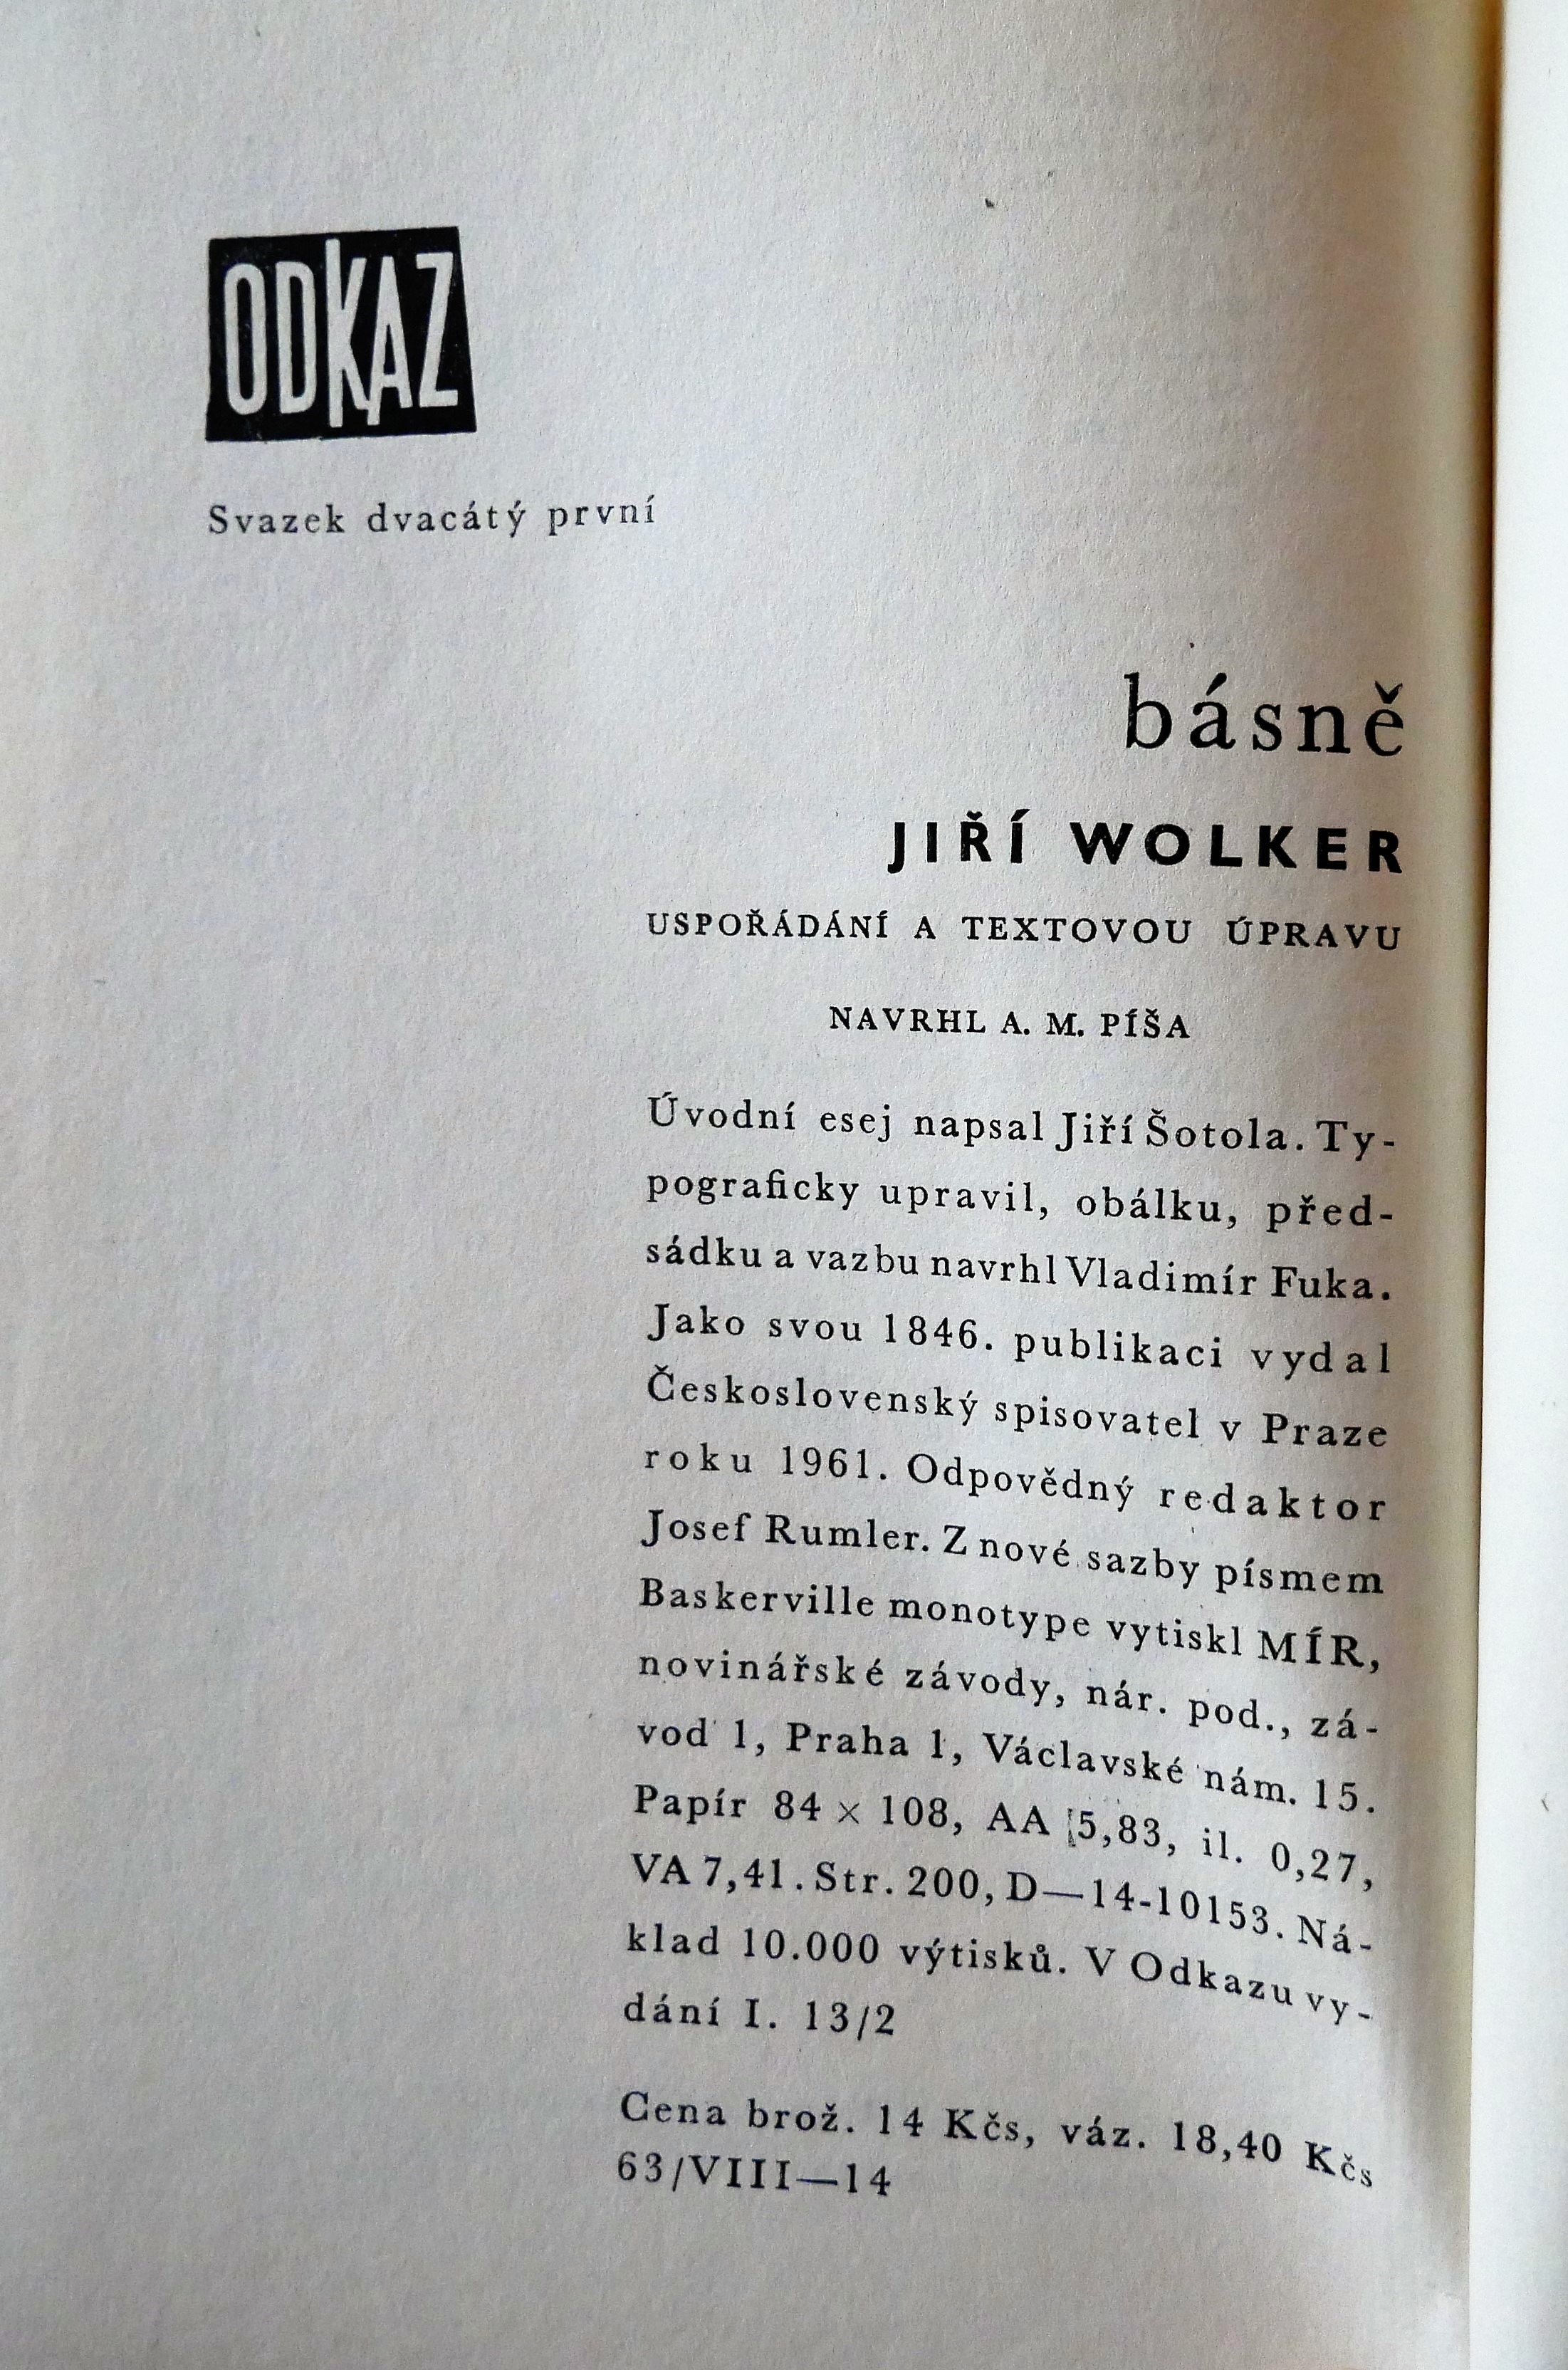 ODKAZ
Svazek dvacátý první
básně
JIŘÍ WOLKER
USPOŘÁDÁNÍ A TEXTOVOU ÚPRAVU
NAVRHL A. M. PÍŠA
Úvodní esej napsal Jiří Šotola. Ty-
pograficky upravil, obálku, před-
sádku a vazbu navrhl Vladimír Fuka.
Jako svou 1846. publikaci vydal
Československý spisovatel v Praze
roku 1961. Odpovědný redaktor
Josef Rumler. Z nové sazby písmem
Baskerville monotype vytiskl MÍR,
novinářské závody, nár. pod., zá-
vod 1, Praha 1, Václavské nám. 15.
Papír 84 × 108, AA 5,83, il. 0,27,
VA 7,41. Str. 200, D—14-10153. Ná-
klad 10.000 výtisků. V Odkazu vy-
dání I. 13/2
Cena brož. 14 Kčs, váz. 18,40 Kčs
63/VIII—14